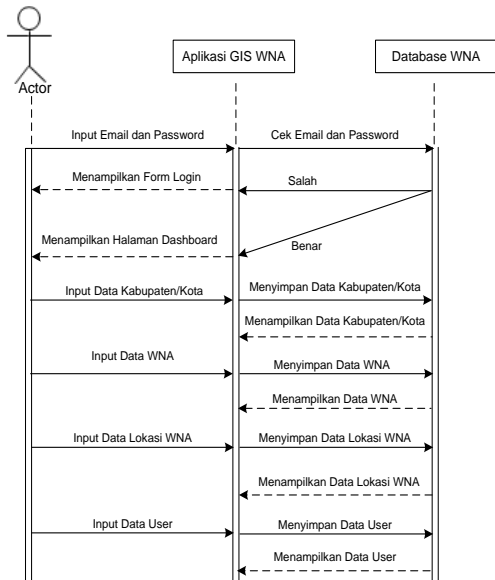 Aplikasi GIS WNA
Database WNA
Actor
Input Email dan Password
Cek Email dan Password
Menampilkan Form Login
Salah
Menampilkan Halaman Dashboard
Benar
Input Data Kabupaten/Kota
Menyimpan Data Kabupaten/Kota
Menampilkan Data Kabupaten/Kota
Input Data WNA
Menyimpan Data WNA
Menampilkan Data WNA
Input Data Lokasi WNA
Menyimpan Data Lokasi WNA
Menampilkan Data Lokasi WNA
Input Data User
Menyimpan Data User
Menampilkan Data User